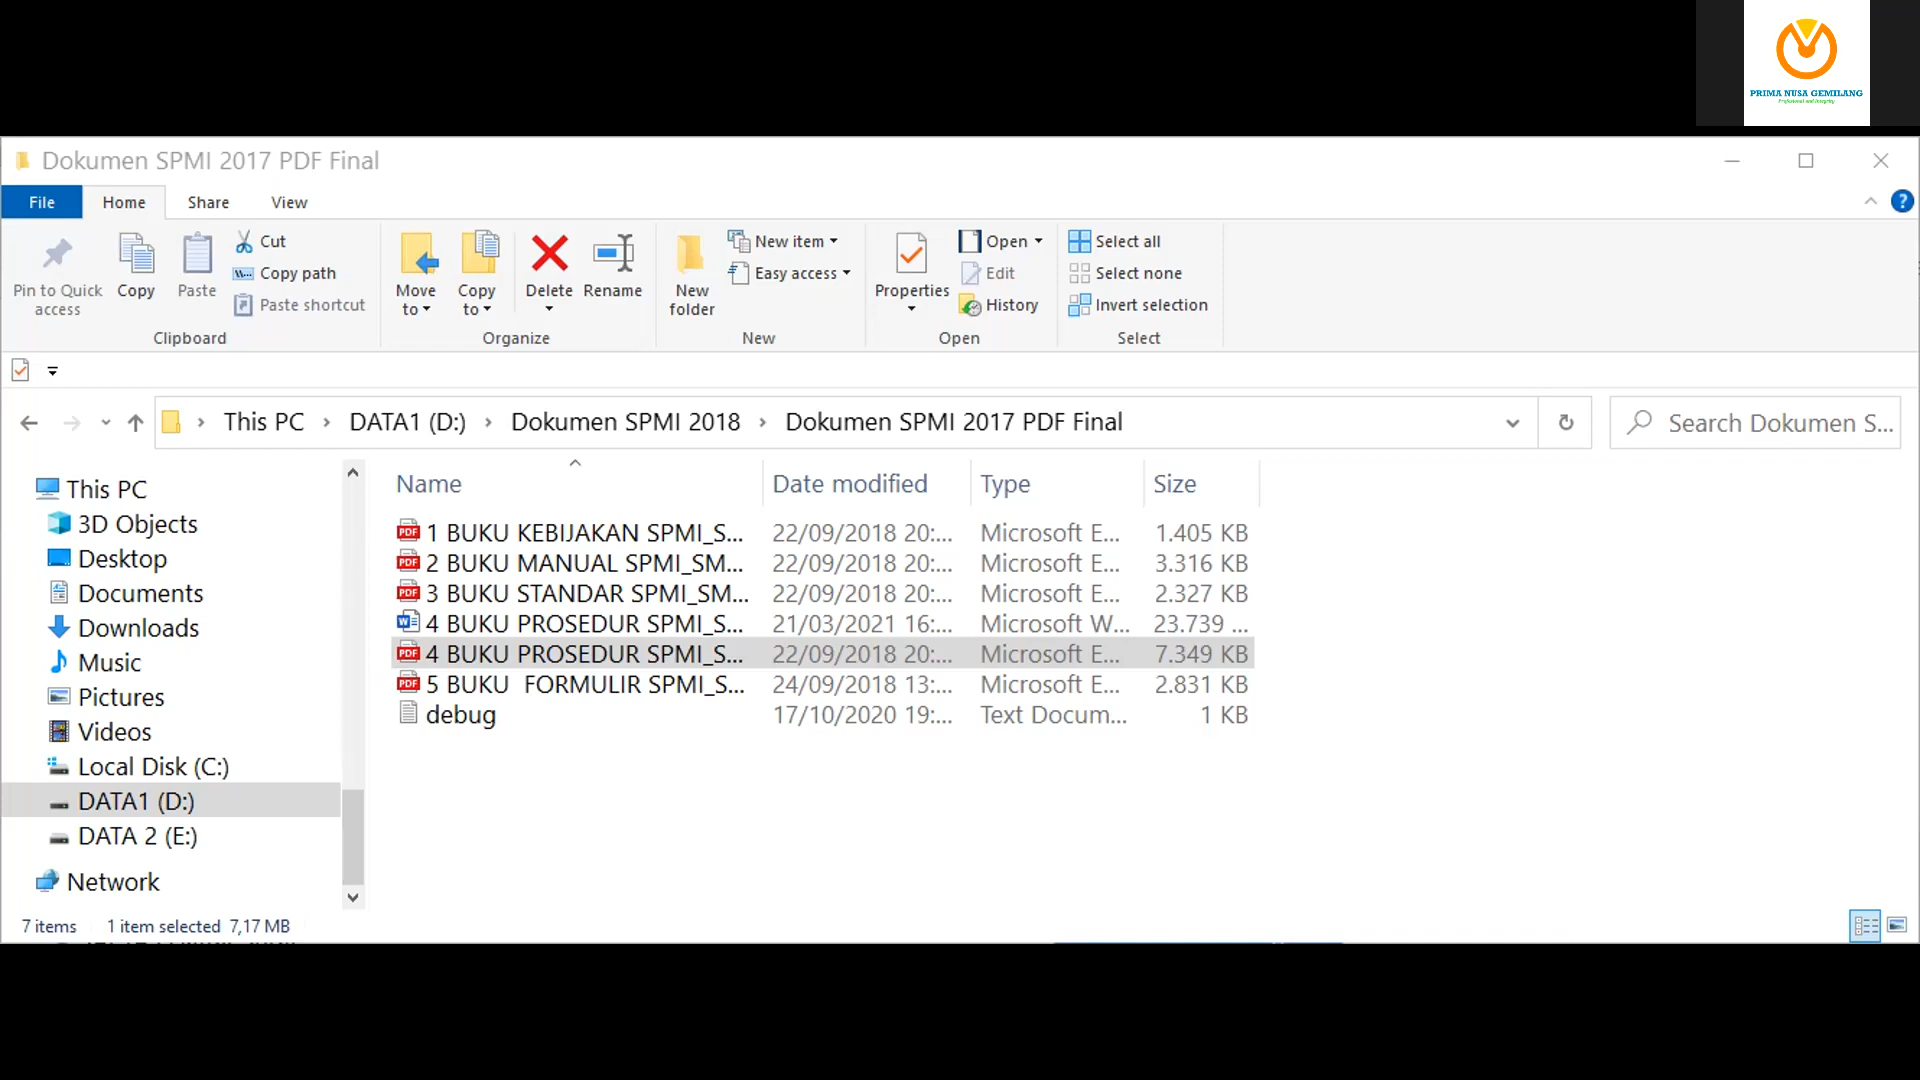 PRIMA NUSA GEMILANG
Profesional and Integrity
Dokumen SPMI 2017 PDF Final
File Home Share View
Pin to Quick access
Copy
Paste
Cut
Copy path
Paste shortcut
Clipboard
Move to
Copy to
Delete
Rename
Organize
New folder
New item
Easy access
New
Properties
Open
Edit
History
Open
Select all
Select none
Invert selection
Select
This PC › DATA1 (D:) › Dokumen SPMI 2018 › Dokumen SPMI 2017 PDF Final
Search Dokumen S...
This PC
3D Objects
Desktop
Documents
Downloads
Music
Pictures
Videos
Local Disk (C:)
DATA1 (D:)
DATA 2 (E:)
Network
Name Date modified Type Size
1 BUKU KEBIJAKAN SPMI_S... 22/09/2018 20:... Microsoft E... 1.405 KB
2 BUKU MANUAL SPMI_SM... 22/09/2018 20:... Microsoft E... 3.316 KB
3 BUKU STANDAR SPMI_SM... 22/09/2018 20:... Microsoft E... 2.327 KB
4 BUKU PROSEDUR SPMI_S... 21/03/2021 16:... Microsoft W... 23.739 ...
4 BUKU PROSEDUR SPMI_S... 22/09/2018 20:... Microsoft E... 7.349 KB
5 BUKU  FORMULIR SPMI_S... 24/09/2018 13:... Microsoft E... 2.831 KB
debug 17/10/2020 19:... Text Docum... 1 KB
7 items 1 item selected 7,17 MB